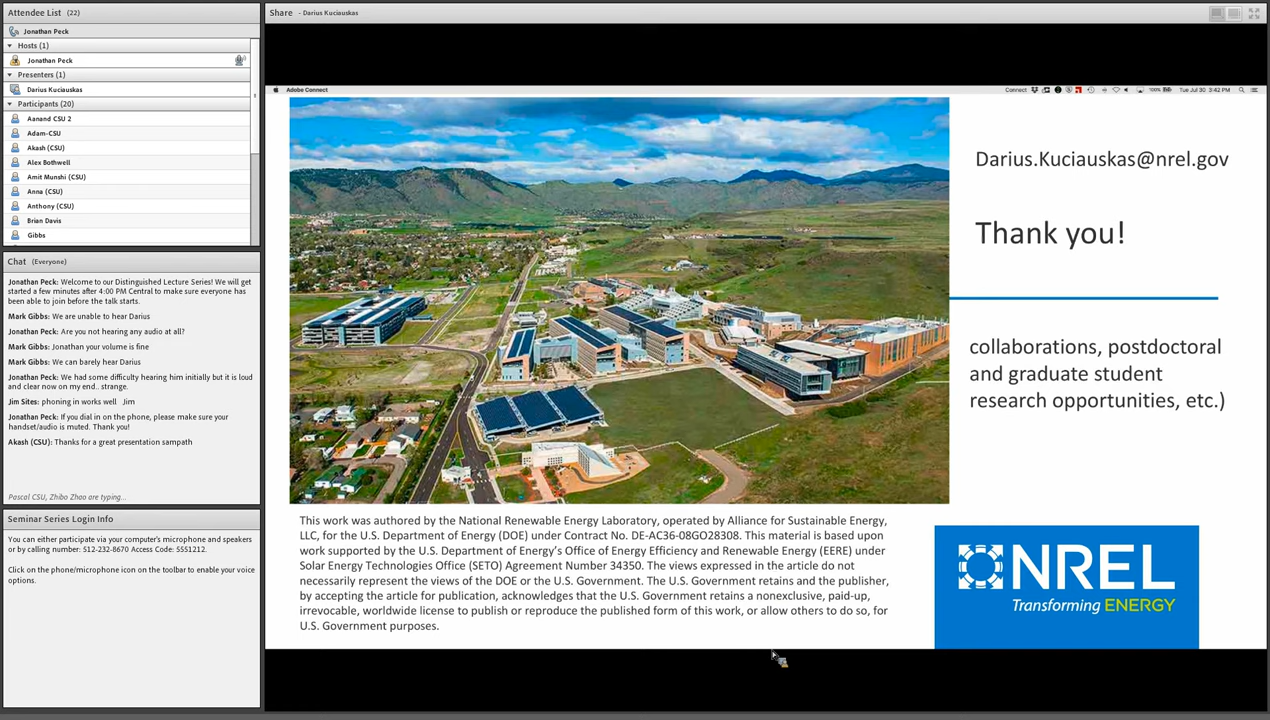 Attendee List (22)
Jonathan Peck
Hosts (1)
Jonathan Peck
Presenters (1)
Darius Kuciauskas
Participants (20)
Aanand CSU 2
Adam-CSU
Akash (CSU)
Alex Bothwell
Amit Munshi (CSU)
Anna (CSU)
Anthony (CSU)
Brian Davis
Gibbs
Chat (Everyone)
Jonathan Peck: Welcome to our Distinguished Lecture Series! We will get
started a few minutes after 4:00 PM Central to make sure everyone has
been able to join before the talk starts.
Mark Gibbs: We are unable to hear Darius
Jonathan Peck: Are you not hearing any audio at all?
Mark Gibbs: Jonathan your volume is fine
Mark Gibbs: We can barely hear Darius
Jonathan Peck: We had some difficulty hearing him initially but it is loud
and clear now on my end.. strange.
Jim Sites: phoning in works well Jim
Jonathan Peck: If you dial in on the phone, please make sure your
handset/audio is muted. Thank you!
Akash (CSU): Thanks for a great presentation sampath
Pascal CSU, Zhibo Zhao are typing...
Seminar Series Login Info
You can either participate via your computer's microphone and speakers
or by calling number: 512-232-8670 Access Code: 5551212.
Click on the phone/microphone icon on the toolbar to enable your voice
options.
Share - Darius Kuciauskas
Adobe Connect
Connect
100%
Tue Jul 30 3:42 PM
Darius.Kuciauskas@nrel.gov
Thank you!
collaborations, postdoctoral
and graduate student
research opportunities, etc.)
This work was authored by the National Renewable Energy Laboratory, operated by Alliance for Sustainable Energy,
LLC, for the U.S. Department of Energy (DOE) under Contract No. DE-AC36-08GO28308. This material is based upon
work supported by the U.S. Department of Energy's Office of Energy Efficiency and Renewable Energy (EERE) under
Solar Energy Technologies Office (SETO) Agreement Number 34350. The views expressed in the article do not
necessarily represent the views of the DOE or the U.S. Government. The U.S. Government retains and the publisher,
by accepting the article for publication, acknowledges that the U.S. Government retains a nonexclusive, paid-up,
irrevocable, worldwide license to publish or reproduce the published form of this work, or allow others to do so, for
U.S. Government purposes.
NREL
Transforming ENERGY